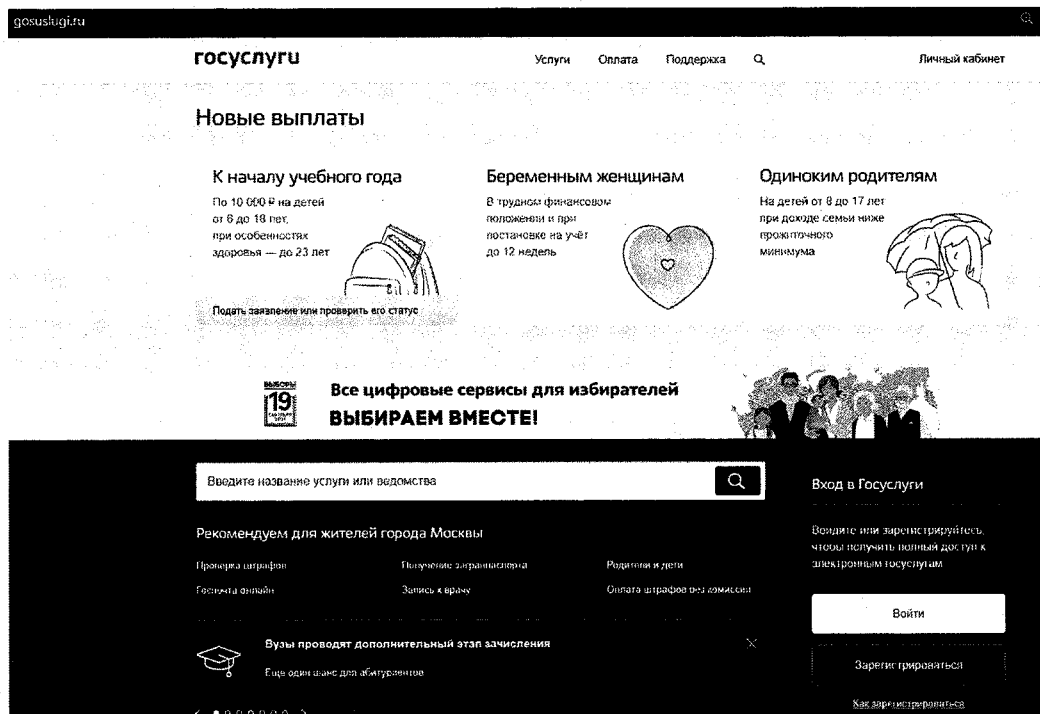 gosuslugi.ru
госуслуги
Услуги Оплата Поддержка
Личный кабинет
Новые выплаты
К началу учебного года
По 10 000 ₽ на детей
от 6 до 18 лет,
при особенностях
здоровья — до 23 лет
Подать заявление или проверить его статус
Беременным женщинам
В трудном финансовом
положении и при
постановке на учёт
до 12 недель
Одиноким родителям
На детей от 8 до 17 лет
при доходе семьи ниже
прожиточного
минимума
ВЫБОРЫ
19
Все цифровые сервисы для избирателей
ВЫБИРАЕМ ВМЕСТЕ!
Введите название услуги или ведомства
Рекомендуем для жителей города Москвы
Проверка штрафов
Получение загранпаспорта
Родители и дети
Госпочта онлайн
Запись к врачу
Оплата штрафов без комиссии
Вузы проводят дополнительный этап зачисления
Еще один шанс для абитуриентов
Вход в Госуслуги
Войдите или зарегистрируйтесь,
чтобы получить полный доступ к
электронным госуслугам
Войти
Зарегистрироваться
Как зарегистрироваться